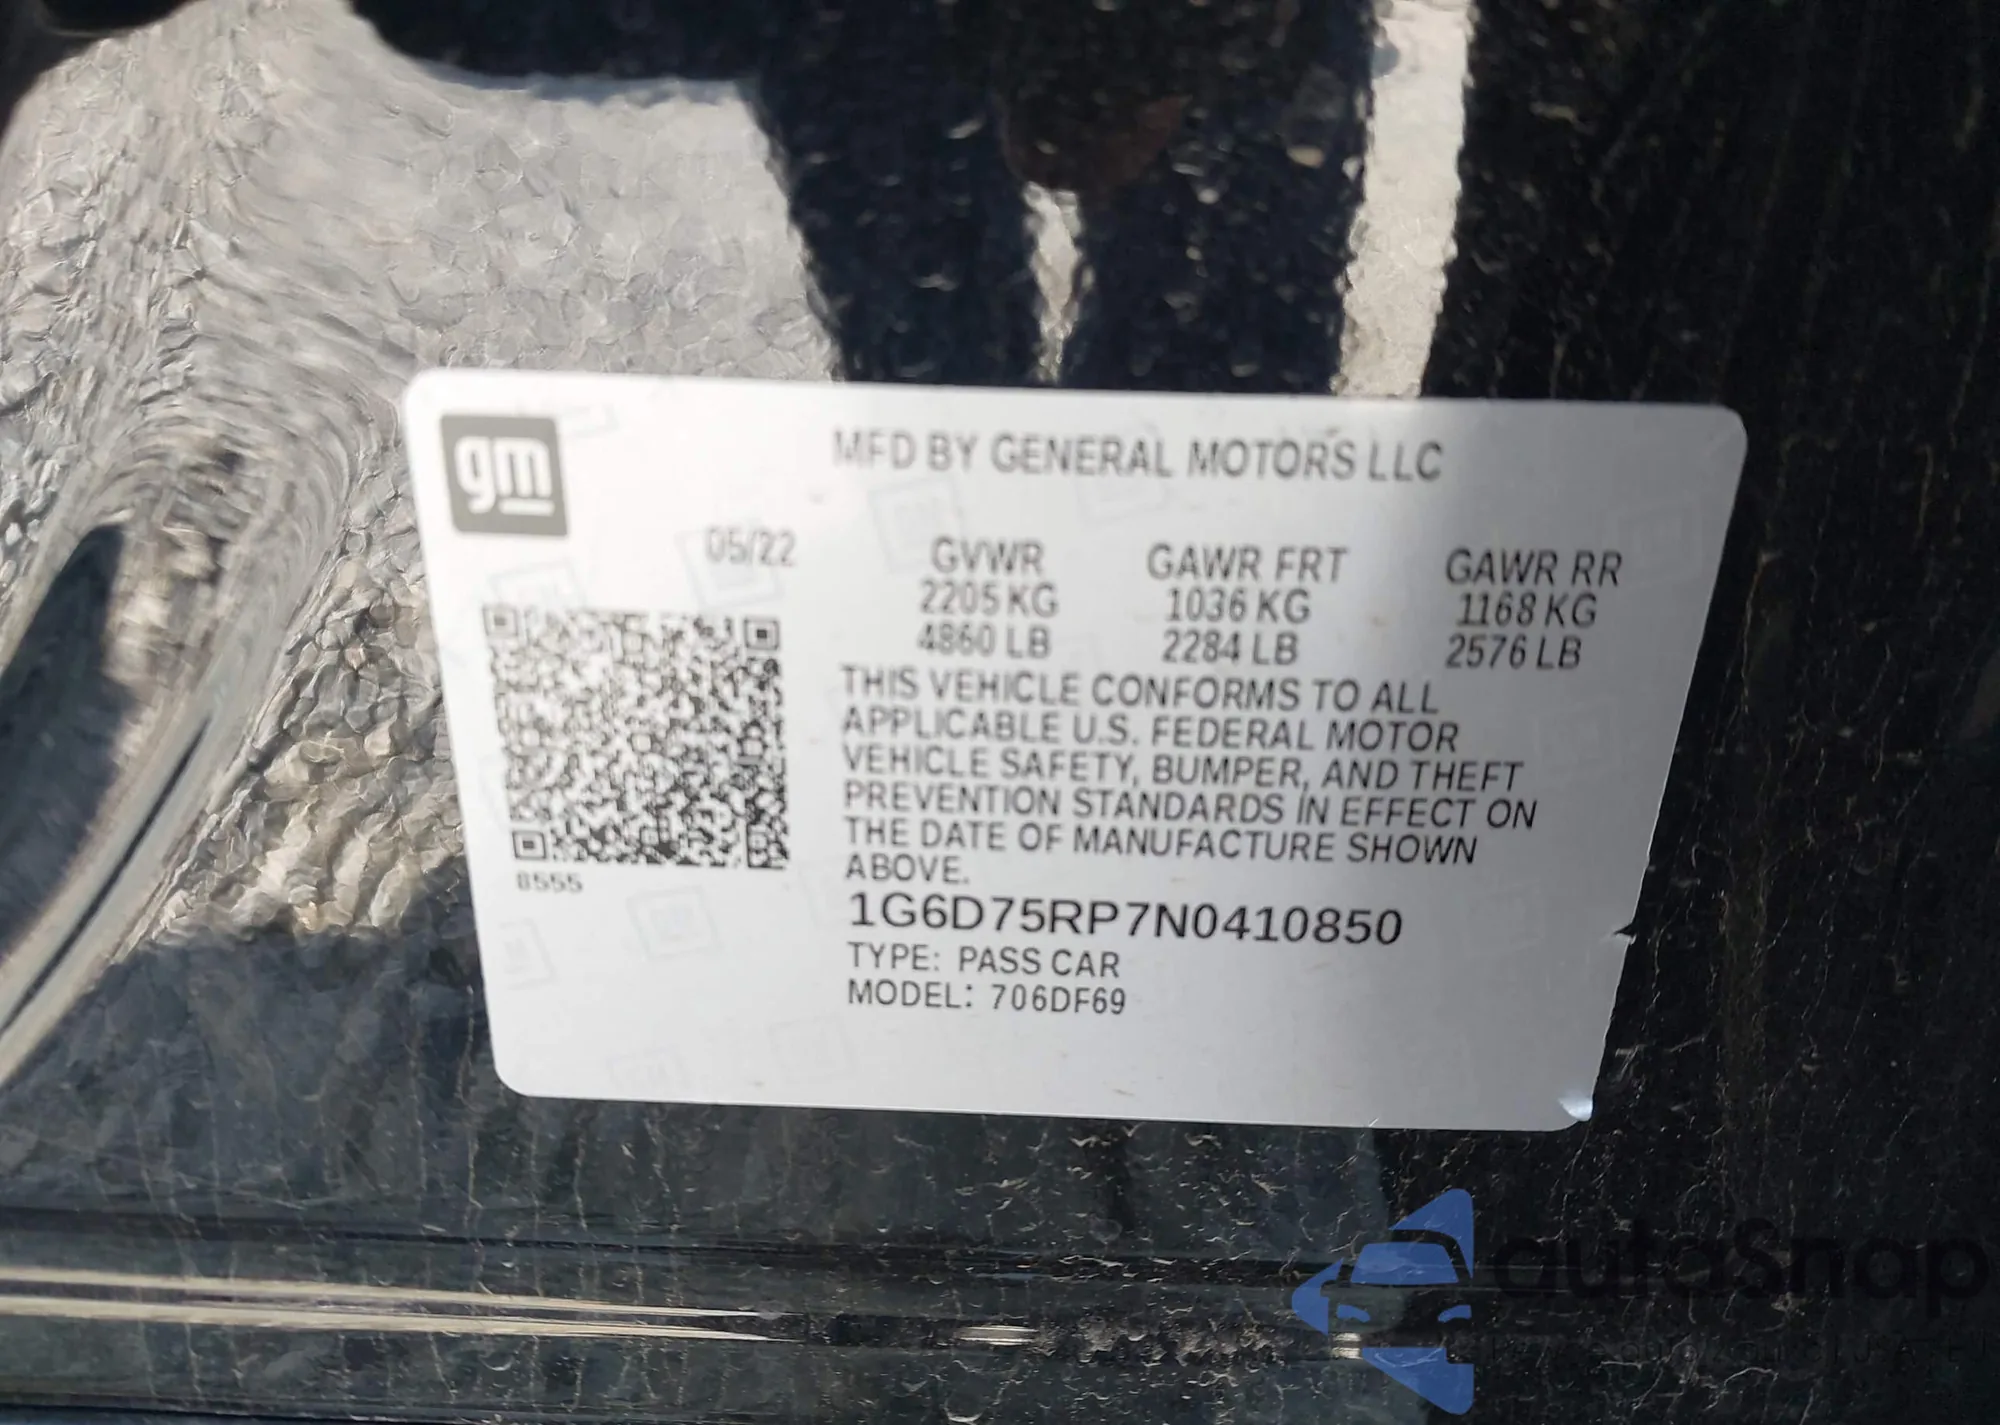 gm
MFD BY GENERAL MOTORS LLC
05/22
GVWR GAWR FRT GAWR RR
2205 KG 1036 KG 1168 KG
4860 LB 2284 LB 2576 LB
THIS VEHICLE CONFORMS TO ALL
APPLICABLE U.S. FEDERAL MOTOR
VEHICLE SAFETY, BUMPER, AND THEFT
PREVENTION STANDARDS IN EFFECT ON
THE DATE OF MANUFACTURE SHOWN
ABOVE.
8555
1G6D75RP7N0410850
TYPE: PASS CAR
MODEL: 706DF69
autaSnap